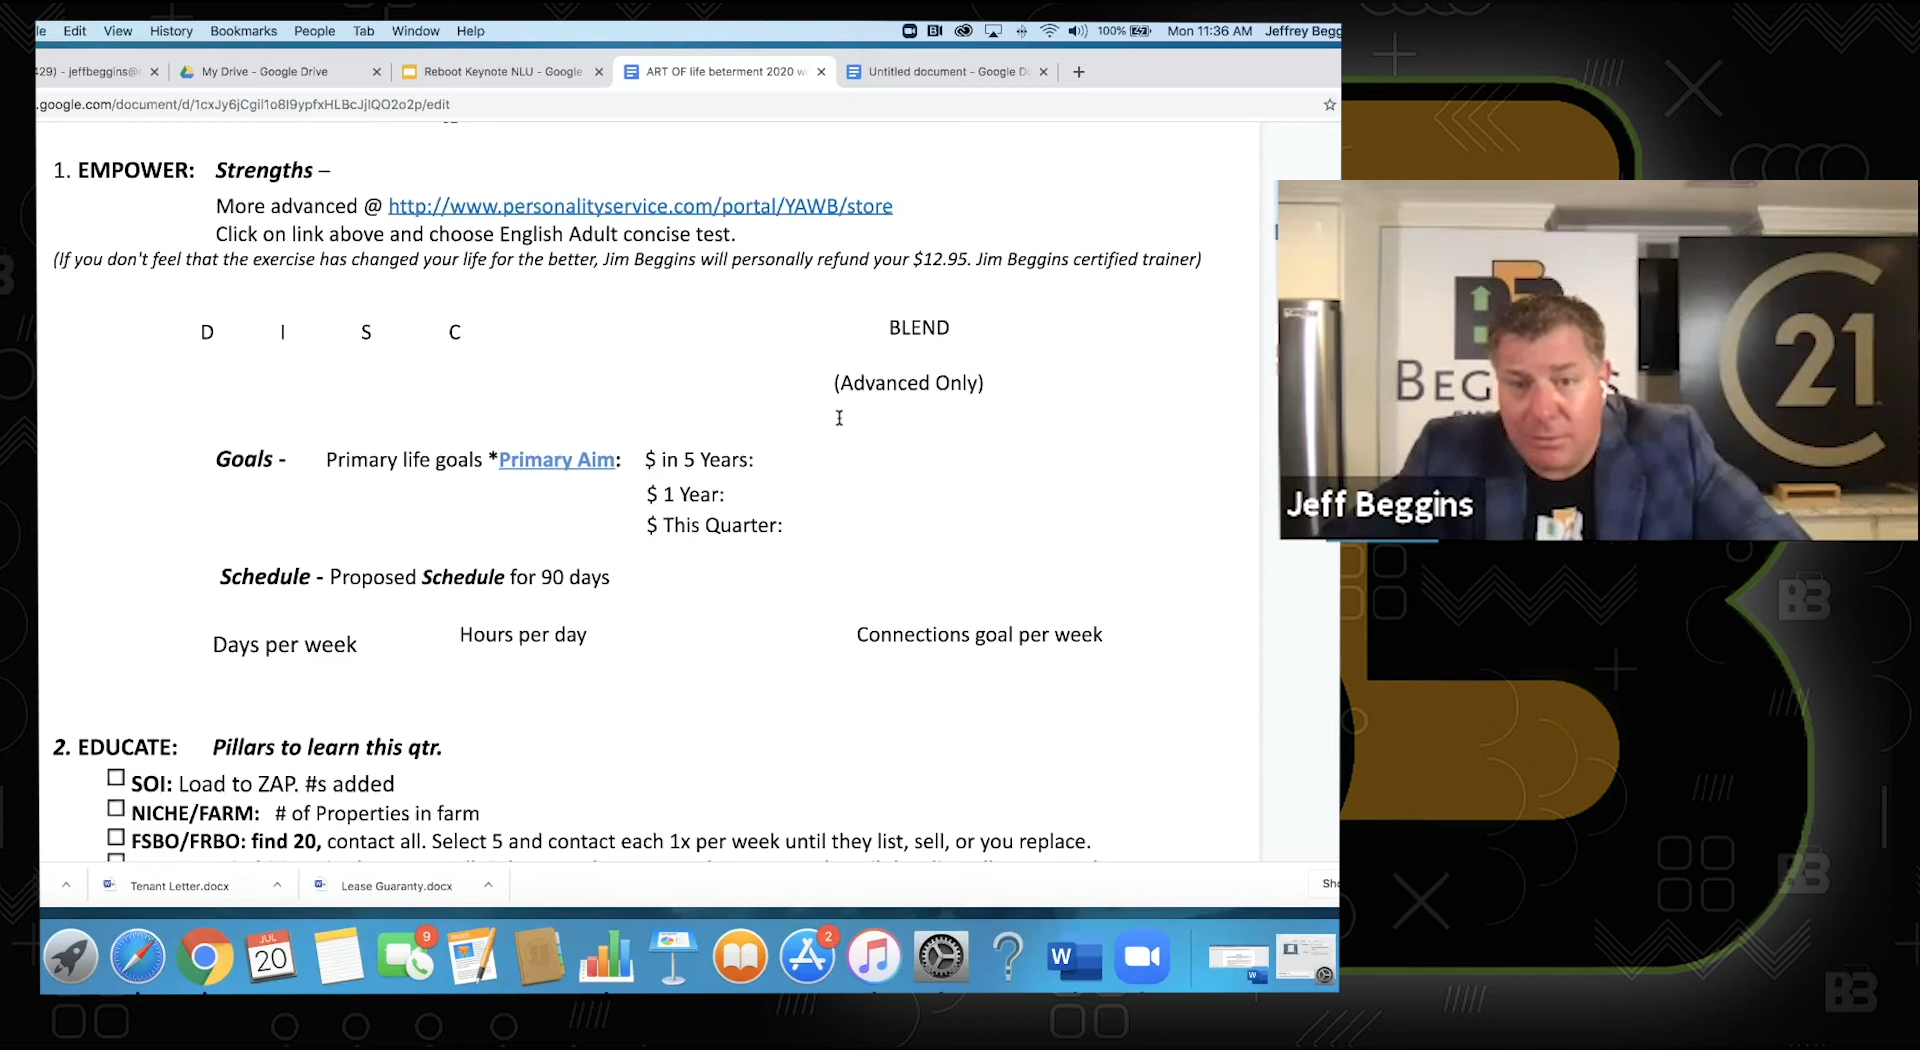 le Edit View History Bookmarks People Tab Window Help 100% Mon 11:36 AM Jeffrey Begg
29) - jeffbeggins@ My Drive - Google Drive Reboot Keynote NLU - Google ART OF life beterment 2020 w Untitled document - Google D
.google.com/document/d/1cxJy6jCgil1o8I9ypfxHLBcJjIQO2o2p/edit
1. EMPOWER: Strengths –
More advanced @ http://www.personalityservice.com/portal/YAWB/store
Click on link above and choose English Adult concise test.
(If you don't feel that the exercise has changed your life for the better, Jim Beggins will personally refund your $12.95. Jim Beggins certified trainer)
D I S C BLEND
(Advanced Only)
Goals - Primary life goals *Primary Aim: $ in 5 Years:
$ 1 Year:
$ This Quarter:
Schedule - Proposed Schedule for 90 days
Days per week Hours per day Connections goal per week
2. EDUCATE: Pillars to learn this qtr.
SOI: Load to ZAP. #s added
NICHE/FARM: # of Properties in farm
FSBO/FRBO: find 20, contact all. Select 5 and contact each 1x per week until they list, sell, or you replace.
Tenant Letter.docx Lease Guaranty.docx Sho
JUL
20
9
PAGES
2
W
W
BEG S
C21
Jeff Beggins